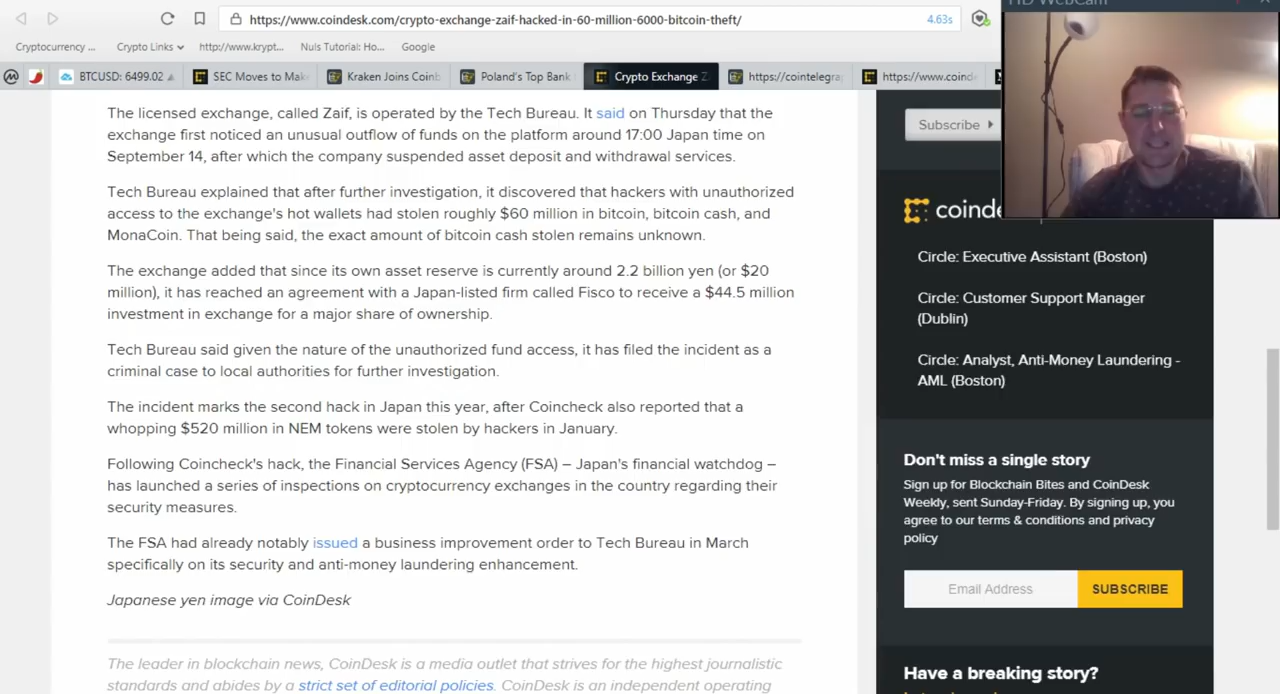 https://www.coindesk.com/crypto-exchange-zaif-hacked-in-60-million-6000-bitcoin-theft/
4.63s
HD WebCam
Cryptocurrency ...
Crypto Links
http://www.krypt...
Nuls Tutorial: Ho...
Google
BTCUSD: 6499.02
SEC Moves to Mak
Kraken Joins Coinb
Poland's Top Bank
Crypto Exchange Z
https://cointelegra
https://www.coind
The licensed exchange, called Zaif, is operated by the Tech Bureau. It said on Thursday that the
exchange first noticed an unusual outflow of funds on the platform around 17:00 Japan time on
September 14, after which the company suspended asset deposit and withdrawal services.
Tech Bureau explained that after further investigation, it discovered that hackers with unauthorized
access to the exchange's hot wallets had stolen roughly $60 million in bitcoin, bitcoin cash, and
MonaCoin. That being said, the exact amount of bitcoin cash stolen remains unknown.
The exchange added that since its own asset reserve is currently around 2.2 billion yen (or $20
million), it has reached an agreement with a Japan-listed firm called Fisco to receive a $44.5 million
investment in exchange for a major share of ownership.
Tech Bureau said given the nature of the unauthorized fund access, it has filed the incident as a
criminal case to local authorities for further investigation.
The incident marks the second hack in Japan this year, after Coincheck also reported that a
whopping $520 million in NEM tokens were stolen by hackers in January.
Following Coincheck's hack, the Financial Services Agency (FSA) – Japan's financial watchdog –
has launched a series of inspections on cryptocurrency exchanges in the country regarding their
security measures.
The FSA had already notably issued a business improvement order to Tech Bureau in March
specifically on its security and anti-money laundering enhancement.
Japanese yen image via CoinDesk
The leader in blockchain news, CoinDesk is a media outlet that strives for the highest journalistic
standards and abides by a strict set of editorial policies. CoinDesk is an independent operating
Subscribe
coinde
Circle: Executive Assistant (Boston)
Circle: Customer Support Manager
(Dublin)
Circle: Analyst, Anti-Money Laundering -
AML (Boston)
Don't miss a single story
Sign up for Blockchain Bites and CoinDesk
Weekly, sent Sunday-Friday. By signing up, you
agree to our terms & conditions and privacy
policy
Email Address
SUBSCRIBE
Have a breaking story?